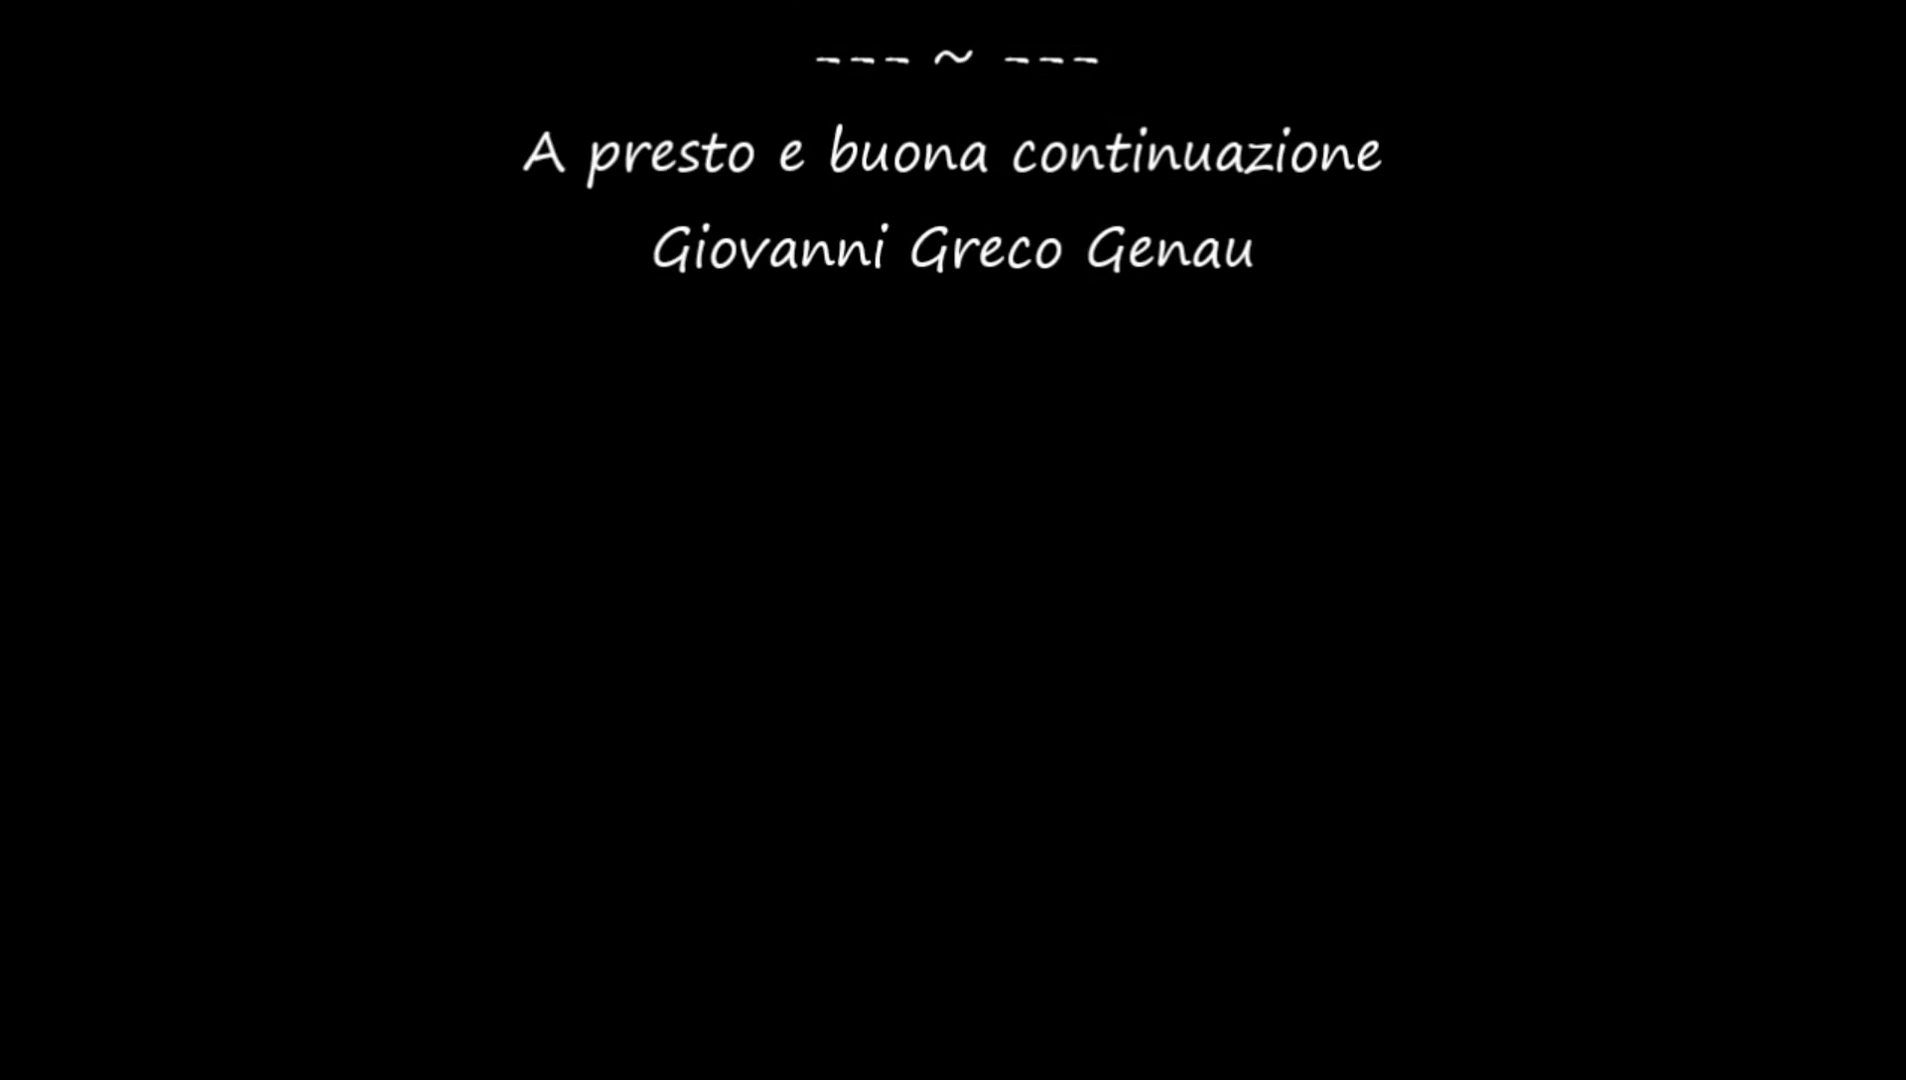 --- ~ ---
A presto e buona continuazione
Giovanni Greco Genau